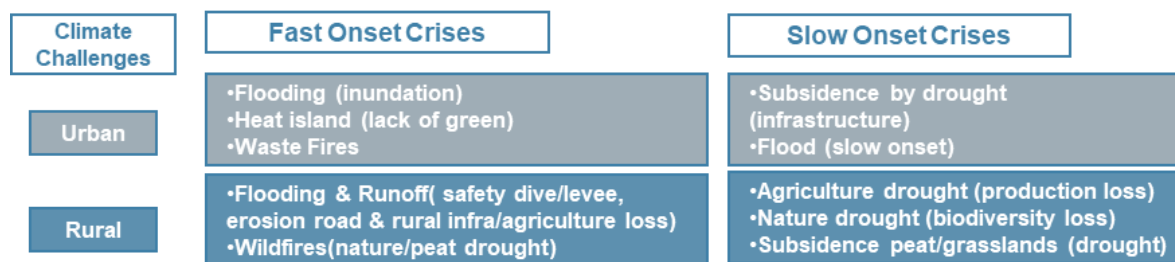 Climate
Challenges
Fast Onset Crises
Slow Onset Crises
Urban
•Flooding (inundation)
•Heat island (lack of green)
•Waste Fires
•Subsidence by drought
(infrastructure)
•Flood (slow onset)
Rural
•Flooding & Runoff( safety dive/levee,
erosion road & rural infra/agriculture loss)
•Wildfires(nature/peat drought)
•Agriculture drought (production loss)
•Nature drought (biodiversity loss)
•Subsidence peat/grasslands (drought)